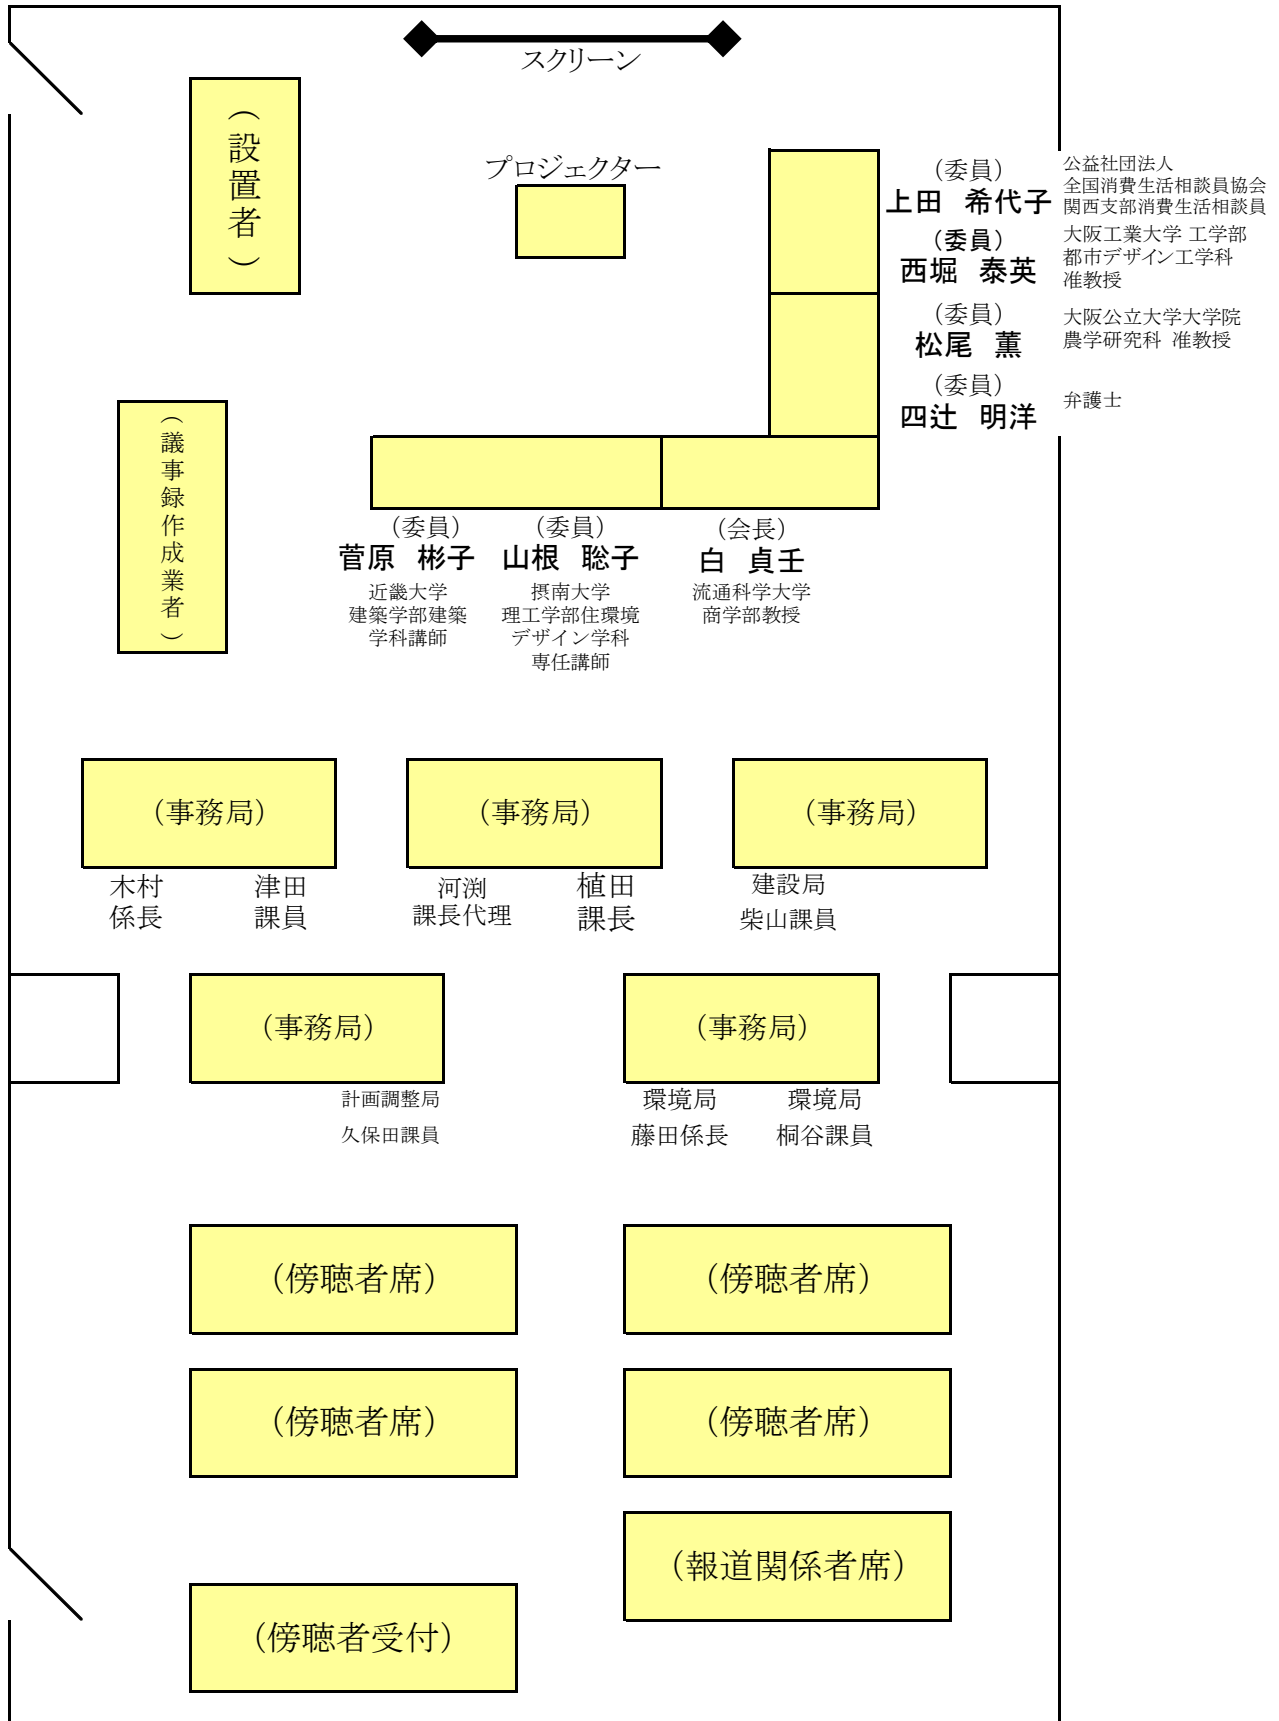 スクリーン
（設置者）
プロジェクター
（委員）
上田 希代子
公益社団法人
全国消費生活相談員協会
関西支部消費生活相談員
（委員）
西堀 泰英
大阪工業大学 工学部
都市デザイン工学科
准教授
（委員）
松尾 薫
大阪公立大学大学院
農学研究科 准教授
（委員）
四辻 明洋
弁護士
（議事録作成業者）
（委員）
菅原 彬子
近畿大学
建築学部建築
学科講師
（委員）
山根 聡子
摂南大学
理工学部住環境
デザイン学科
専任講師
（会長）
白 貞壬
流通科学大学
商学部教授
（事務局）
木村
係長
津田
課員
（事務局）
河渕
課長代理
植田
課長
（事務局）
建設局
柴山課員
（事務局）
計画調整局
久保田課員
（事務局）
環境局
藤田係長
環境局
桐谷課員
（傍聴者席）
（傍聴者席）
（傍聴者席）
（傍聴者席）
（報道関係者席）
（傍聴者受付）